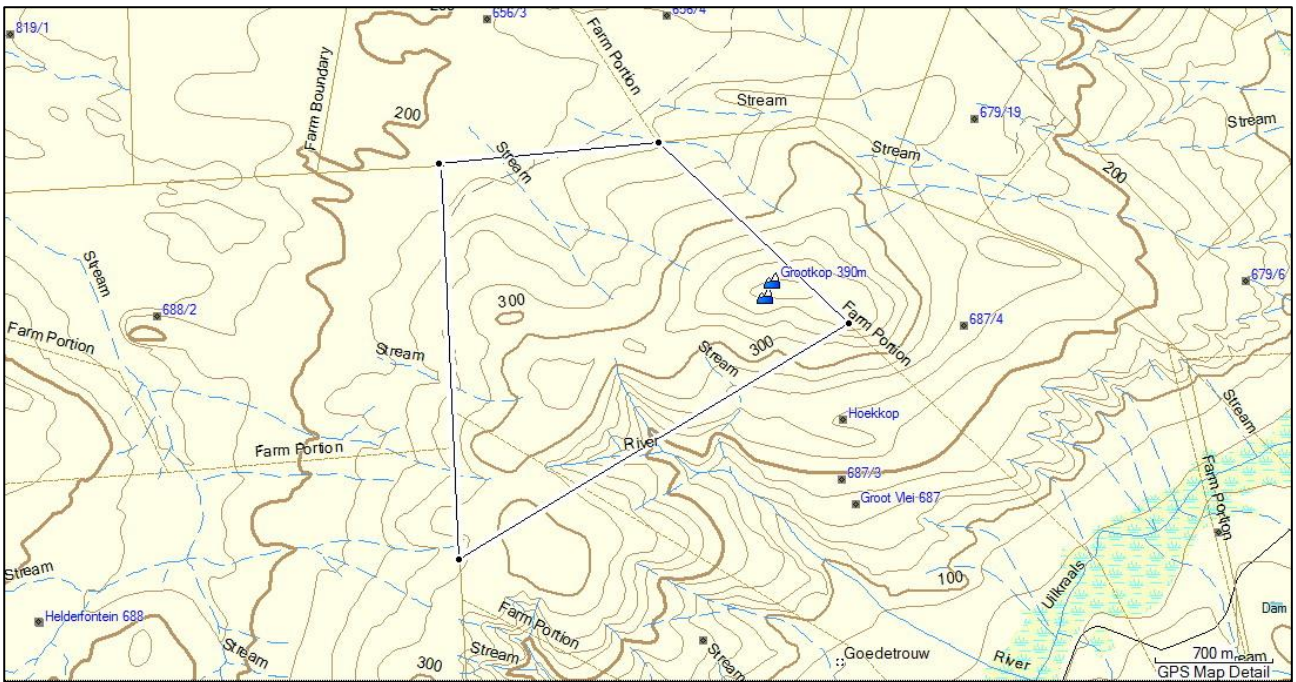 200
656/3
656/4
819/1
Farm Portion
Farm Boundary
Stream
679/19
200
Stream
Stream
Stream
200
Stream
Grootkop 390m
679/6
300
688/2
Farm Portion
687/4
Farm Portion
Stream
300
Stream
Stream
Hoekkop
River
Farm Portion
687/3
Farm Portion
Groot Vlei 687
Stream
100
Uilkraals
Farm Portion
Helderfontein 688
Dam
Stream
300
Stream
Stream
Goedetrouw
River
700 m
ream
GPS Map Detail